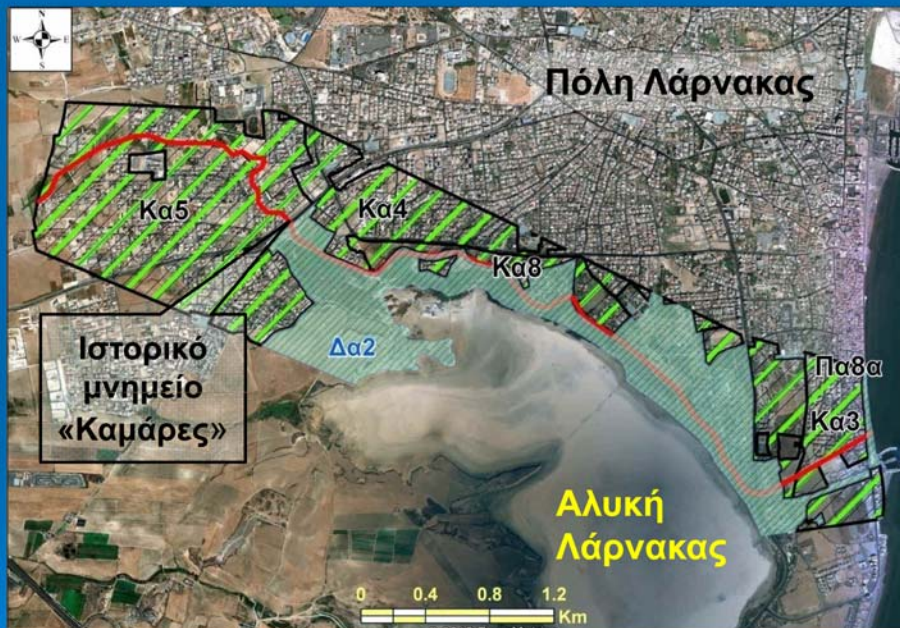 N
W E
S
Πόλη Λάρνακας
Κα5
Κα4
Κα8
Δα2
Ιστορικό
μνημείο
«Καμάρες»
Πα8α
Κα3
Αλυκή
Λάρνακας
0 0.4 0.8 1.2
Km